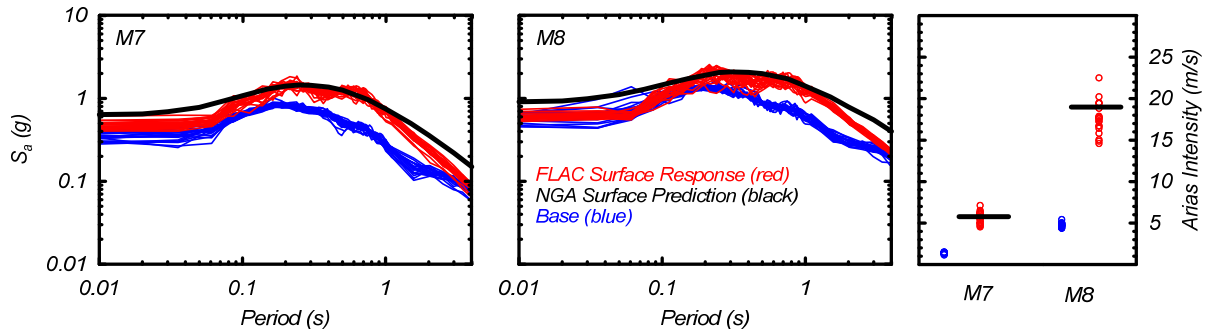 10
1
0.1
0.01
S_a (g)
M7
0.01
0.1
1
Period (s)
M8
FLAC Surface Response (red)
NGA Surface Prediction (black)
Base (blue)
0.01
0.1
1
Period (s)
25
20
15
10
5
Arias Intensity (m/s)
M7
M8